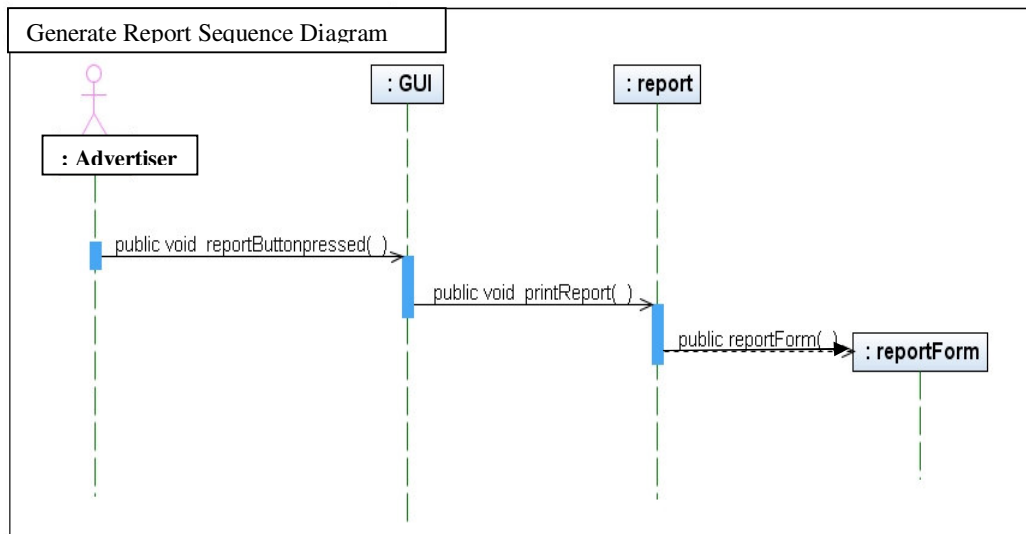 Generate Report Sequence Diagram
: GUI
: report
: Advertiser
public void reportButtonpressed( )
public void printReport( )
public reportForm( )
: reportForm